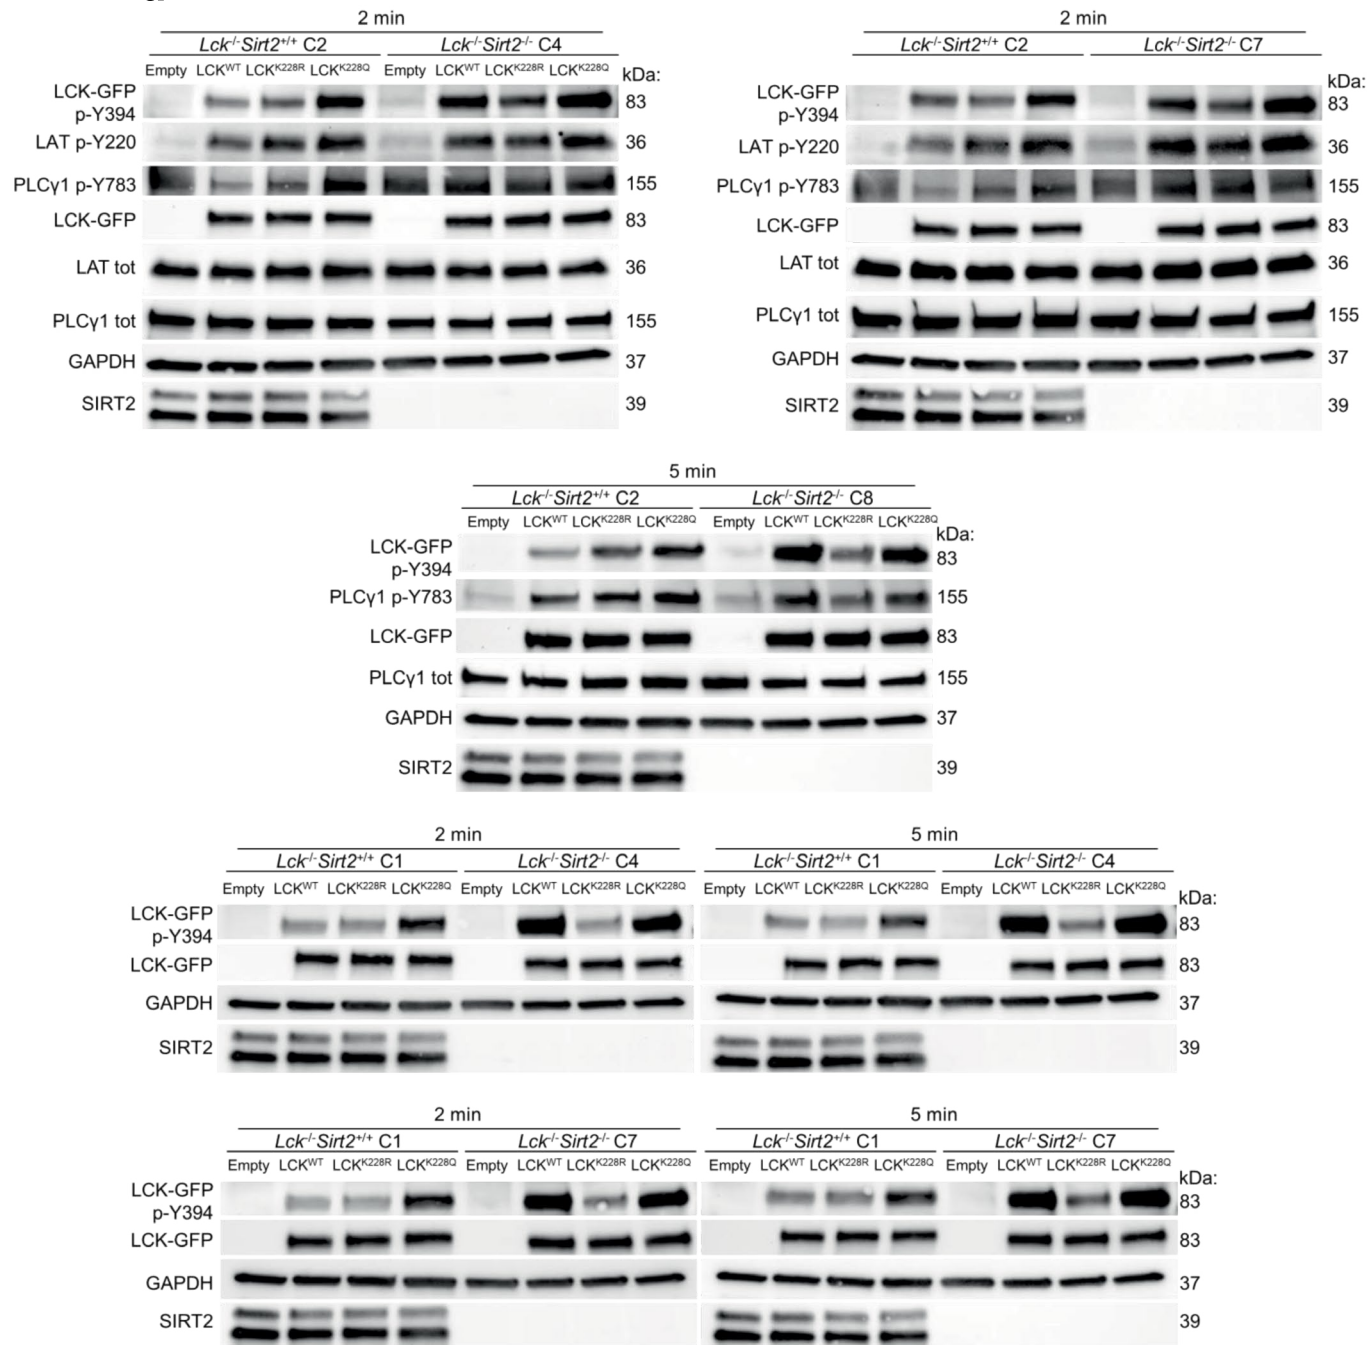 2 min
Lck-/-Sirt2+/+ C2 Lck-/-Sirt2-/- C4
Empty LCKWT LCKK228R LCKK228Q Empty LCKWT LCKK228R LCKK228Q kDa:
LCK-GFP p-Y394 83
LAT p-Y220 36
PLCγ1 p-Y783 155
LCK-GFP 83
LAT tot 36
PLCγ1 tot 155
GAPDH 37
SIRT2 39
2 min
Lck-/-Sirt2+/+ C2 Lck-/-Sirt2-/- C7
Empty LCKWT LCKK228R LCKK228Q Empty LCKWT LCKK228R LCKK228Q kDa:
LCK-GFP p-Y394 83
LAT p-Y220 36
PLCγ1 p-Y783 155
LCK-GFP 83
LAT tot 36
PLCγ1 tot 155
GAPDH 37
SIRT2 39
5 min
Lck-/-Sirt2+/+ C2 Lck-/-Sirt2-/- C8
Empty LCKWT LCKK228R LCKK228Q Empty LCKWT LCKK228R LCKK228Q kDa:
LCK-GFP p-Y394 83
PLCγ1 p-Y783 155
LCK-GFP 83
PLCγ1 tot 155
GAPDH 37
SIRT2 39
2 min 5 min
Lck-/-Sirt2+/+ C1 Lck-/-Sirt2-/- C4 Lck-/-Sirt2+/+ C1 Lck-/-Sirt2-/- C4
Empty LCKWT LCKK228R LCKK228Q Empty LCKWT LCKK228R LCKK228Q Empty LCKWT LCKK228R LCKK228Q Empty LCKWT LCKK228R LCKK228Q kDa:
LCK-GFP p-Y394 83
LCK-GFP 83
GAPDH 37
SIRT2 39
2 min 5 min
Lck-/-Sirt2+/+ C1 Lck-/-Sirt2-/- C7 Lck-/-Sirt2+/+ C1 Lck-/-Sirt2-/- C7
Empty LCKWT LCKK228R LCKK228Q Empty LCKWT LCKK228R LCKK228Q Empty LCKWT LCKK228R LCKK228Q Empty LCKWT LCKK228R LCKK228Q kDa:
LCK-GFP p-Y394 83
LCK-GFP 83
GAPDH 37
SIRT2 39